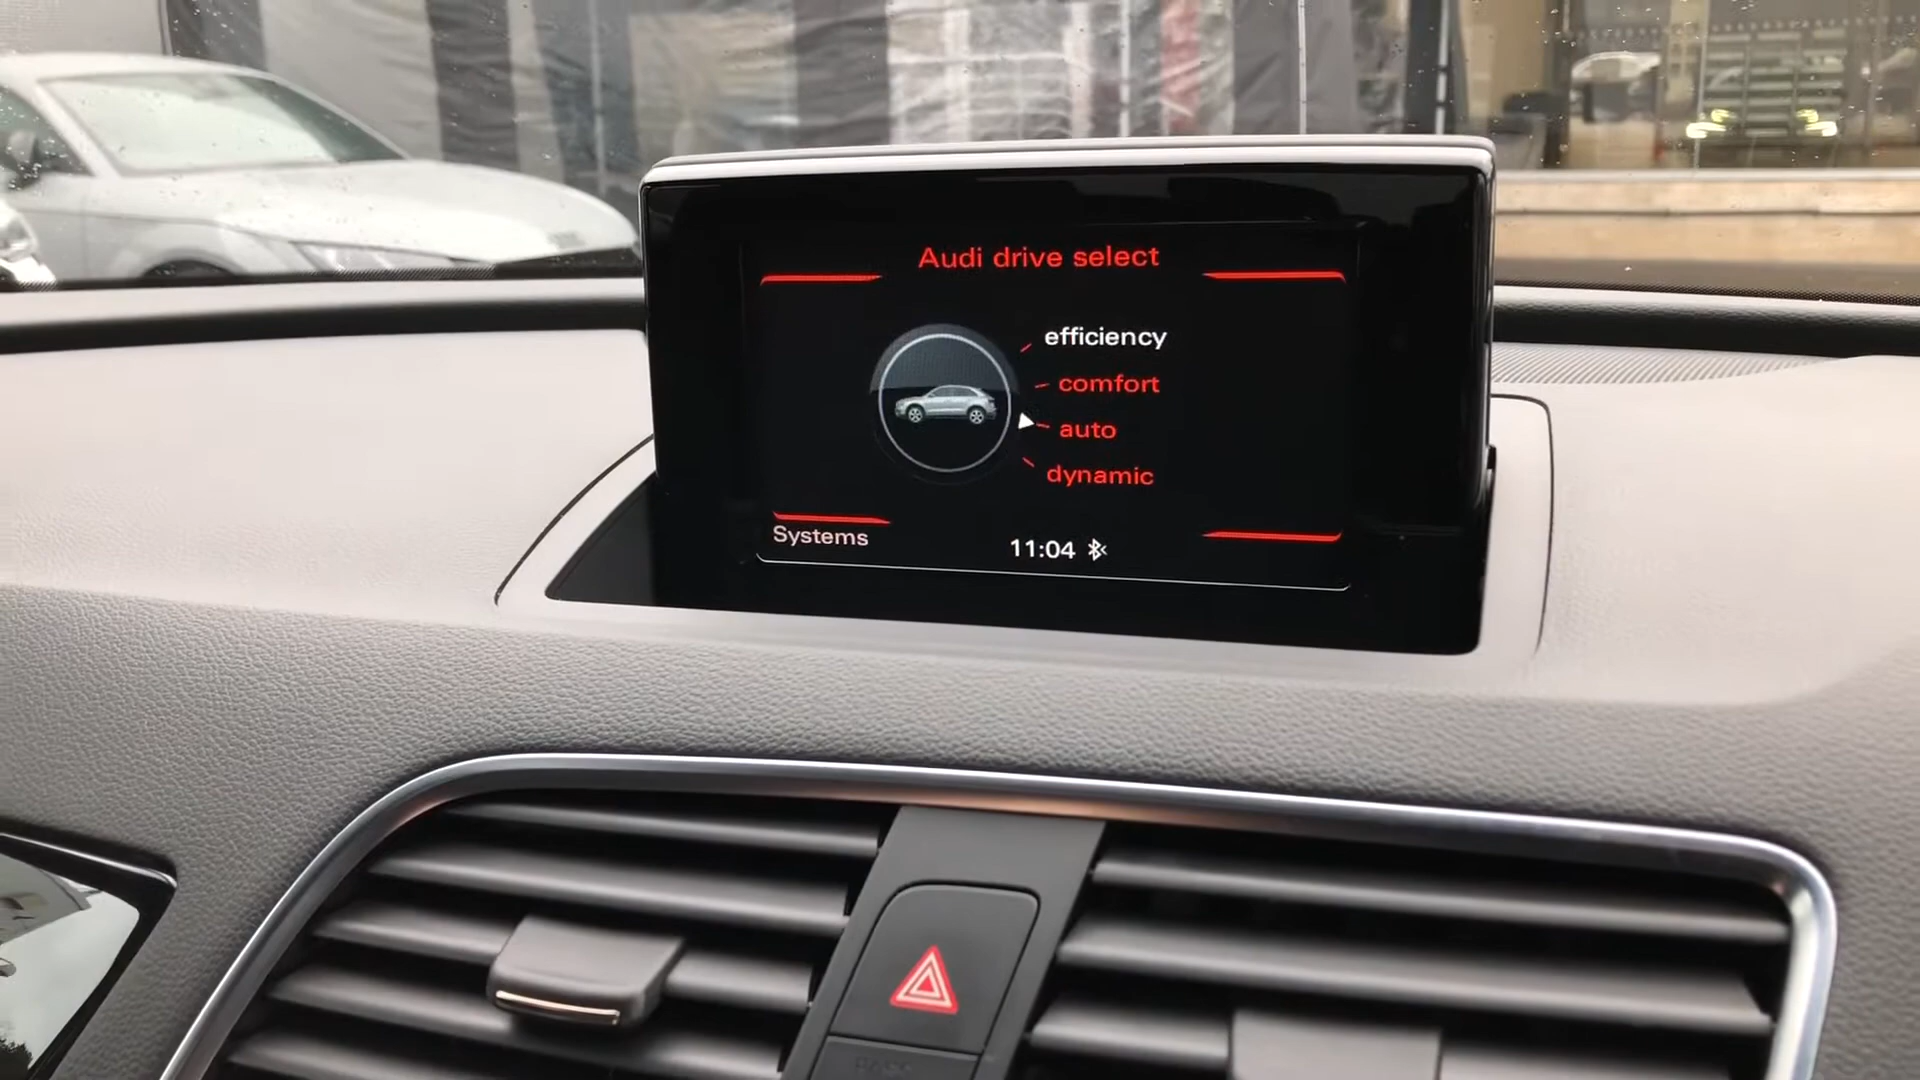 Audi drive select
efficiency
comfort
auto
dynamic
Systems
11:04